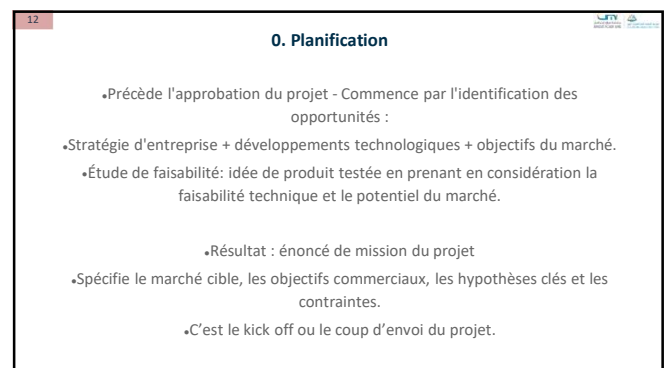 12
0. Planification
•Précède l'approbation du projet - Commence par l'identification des
opportunités :
•Stratégie d'entreprise + développements technologiques + objectifs du marché.
•Étude de faisabilité: idée de produit testée en prenant en considération la
faisabilité technique et le potentiel du marché.
•Résultat : énoncé de mission du projet
•Spécifie le marché cible, les objectifs commerciaux, les hypothèses clés et les
contraintes.
•C’est le kick off ou le coup d’envoi du projet.